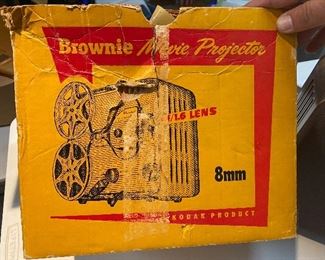 Brownie Movie Projector
f/1.6 LENS
8mm
KODAK PRODUCT